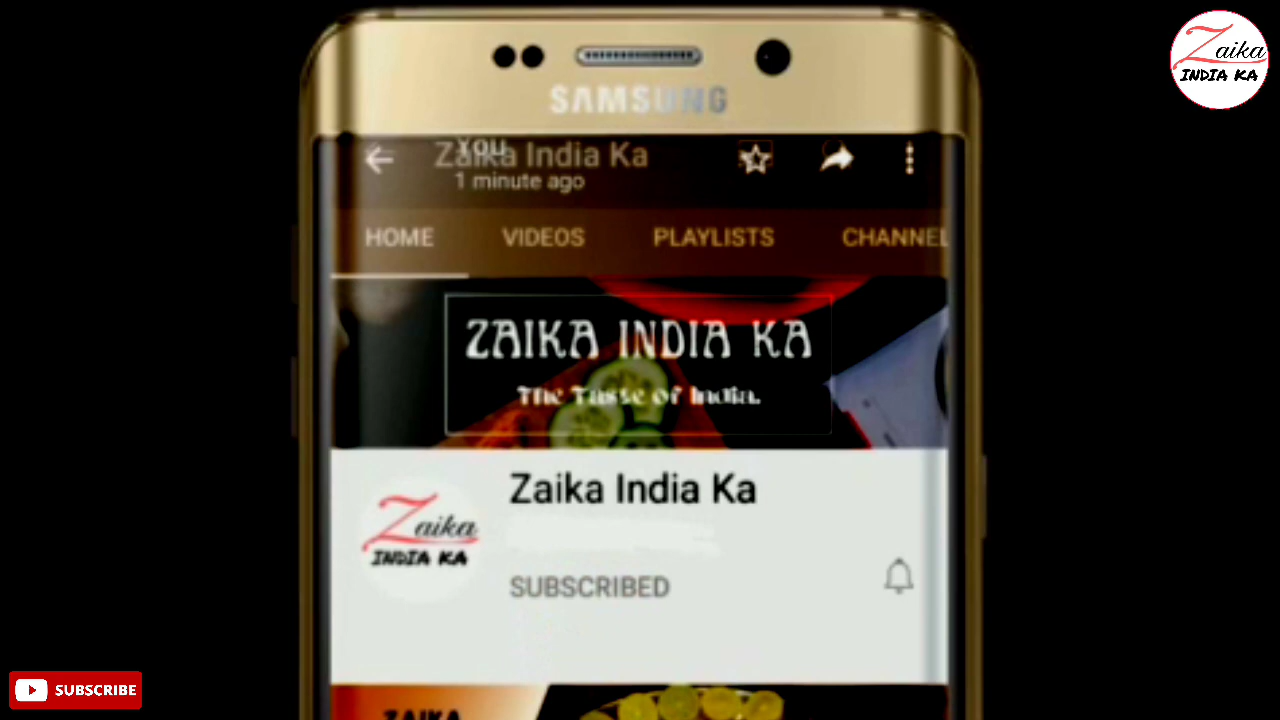 Zaika
INDIA KA
SAMSUNG
You
Zaika India Ka
1 minute ago
HOME VIDEOS PLAYLISTS CHANNEL
ZAIKA INDIA KA
The Taste of India.
Zaika India Ka
Zaika
INDIA KA
SUBSCRIBED
SUBSCRIBE
ZAIKA